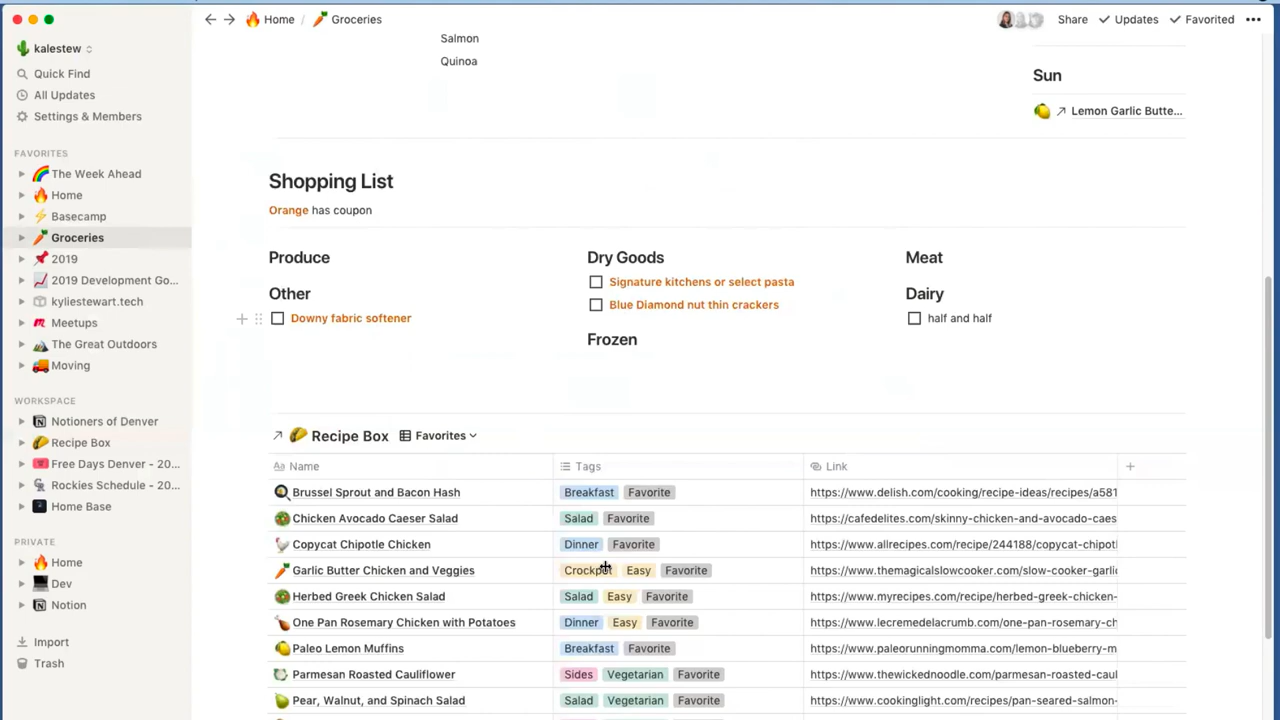 Home / Groceries
Share
Updates
Favorited
kalestew
Quick Find
All Updates
Settings & Members
FAVORITES
The Week Ahead
Home
Basecamp
Groceries
2019
2019 Development Go...
kyliestewart.tech
Meetups
The Great Outdoors
Moving
WORKSPACE
Notioners of Denver
Recipe Box
Free Days Denver - 20...
Rockies Schedule - 20...
Home Base
PRIVATE
Home
Dev
Notion
Import
Trash
Salmon
Quinoa
Sun
Lemon Garlic Butte...
Shopping List
Orange has coupon
Produce
Other
Downy fabric softener
Dry Goods
Signature kitchens or select pasta
Blue Diamond nut thin crackers
Frozen
Meat
Dairy
half and half
Recipe Box Favorites
Name Tags Link
Brussel Sprout and Bacon Hash Breakfast Favorite https://www.delish.com/cooking/recipe-ideas/recipes/a581
Chicken Avocado Caeser Salad Salad Favorite https://cafedelites.com/skinny-chicken-and-avocado-caes
Copycat Chipotle Chicken Dinner Favorite https://www.allrecipes.com/recipe/244188/copycat-chipotl
Garlic Butter Chicken and Veggies Crockpot Easy Favorite https://www.themagicalslowcooker.com/slow-cooker-garlic
Herbed Greek Chicken Salad Salad Easy Favorite https://www.myrecipes.com/recipe/herbed-greek-chicken-
One Pan Rosemary Chicken with Potatoes Dinner Easy Favorite https://www.lecremedelacrumb.com/one-pan-rosemary-ch
Paleo Lemon Muffins Breakfast Favorite https://www.paleorunningmomma.com/lemon-blueberry-m
Parmesan Roasted Cauliflower Sides Vegetarian Favorite https://www.thewickednoodle.com/parmesan-roasted-caul
Pear, Walnut, and Spinach Salad Salad Vegetarian Favorite https://www.cookinglight.com/recipes/pan-seared-salmon-